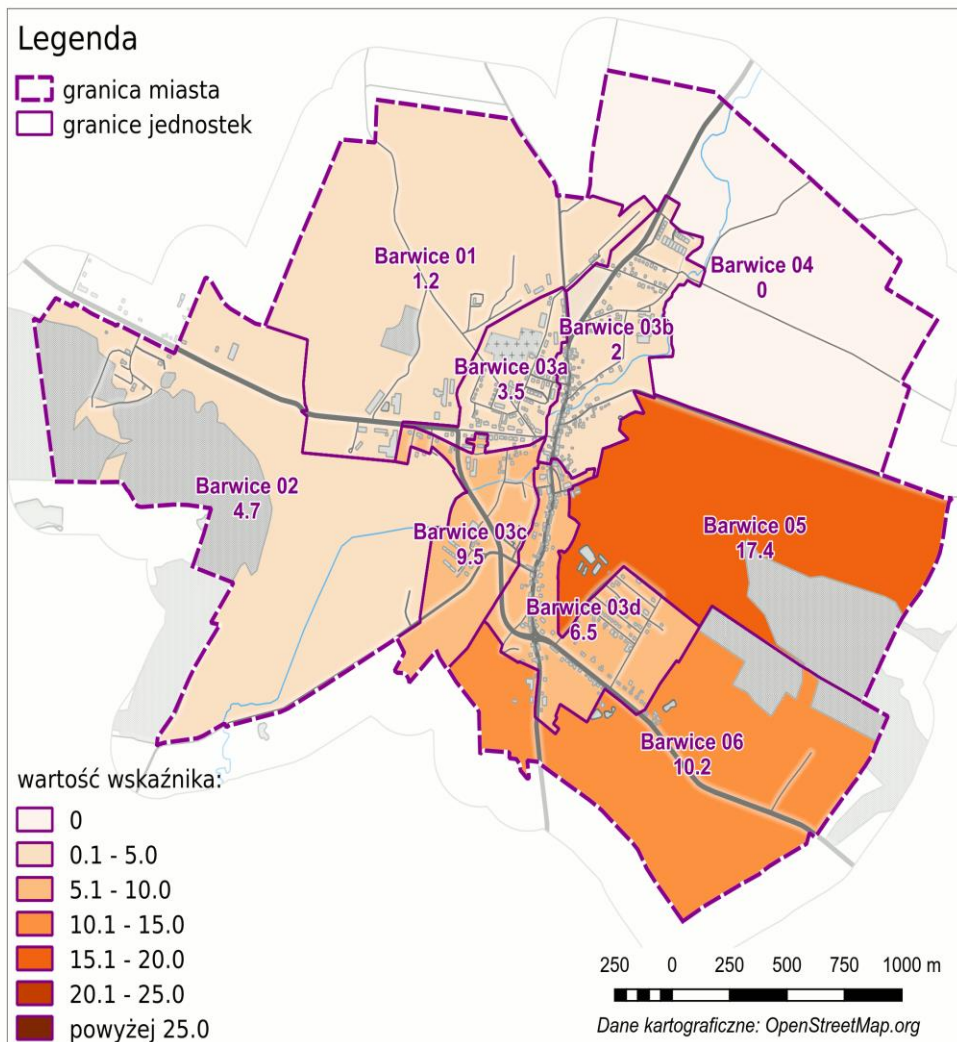 Legenda
granica miasta
granice jednostek
Barwice 01
1.2
Barwice 04
0
Barwice 03b
2
Barwice 03a
3.5
Barwice 02
4.7
Barwice 03c
9.5
Barwice 05
17.4
Barwice 03d
6.5
Barwice 06
10.2
wartość wskaźnika:
0
0.1 - 5.0
5.1 - 10.0
10.1 - 15.0
15.1 - 20.0
20.1 - 25.0
powyżej 25.0
250 0 250 500 750 1000 m
Dane kartograficzne: OpenStreetMap.org